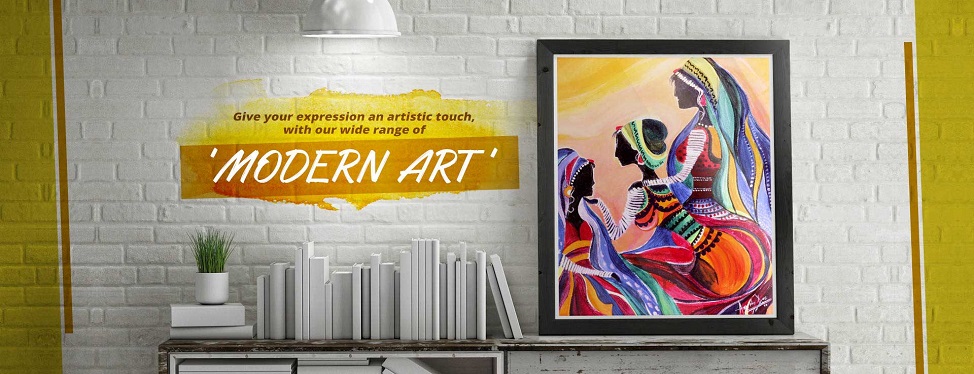 Give your expression an artistic touch,
with our wide range of
'MODERN ART'